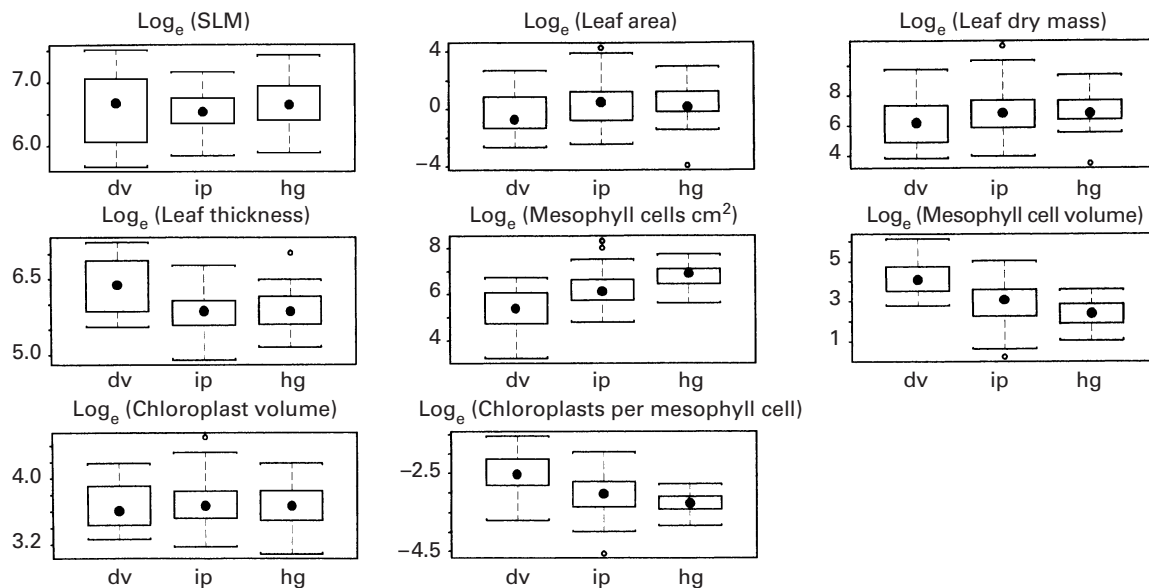 Logₑ (SLM)
7.0
6.0
dv ip hg
Logₑ (Leaf area)
4
0
−4
dv ip hg
Logₑ (Leaf dry mass)
8
6
4
dv ip hg
Logₑ (Leaf thickness)
6.5
5.0
dv ip hg
Logₑ (Mesophyll cells cm²)
8
6
4
dv ip hg
Logₑ (Mesophyll cell volume)
5
3
1
dv ip hg
Logₑ (Chloroplast volume)
4.0
3.2
dv ip hg
Logₑ (Chloroplasts per mesophyll cell)
−2.5
−4.5
dv ip hg